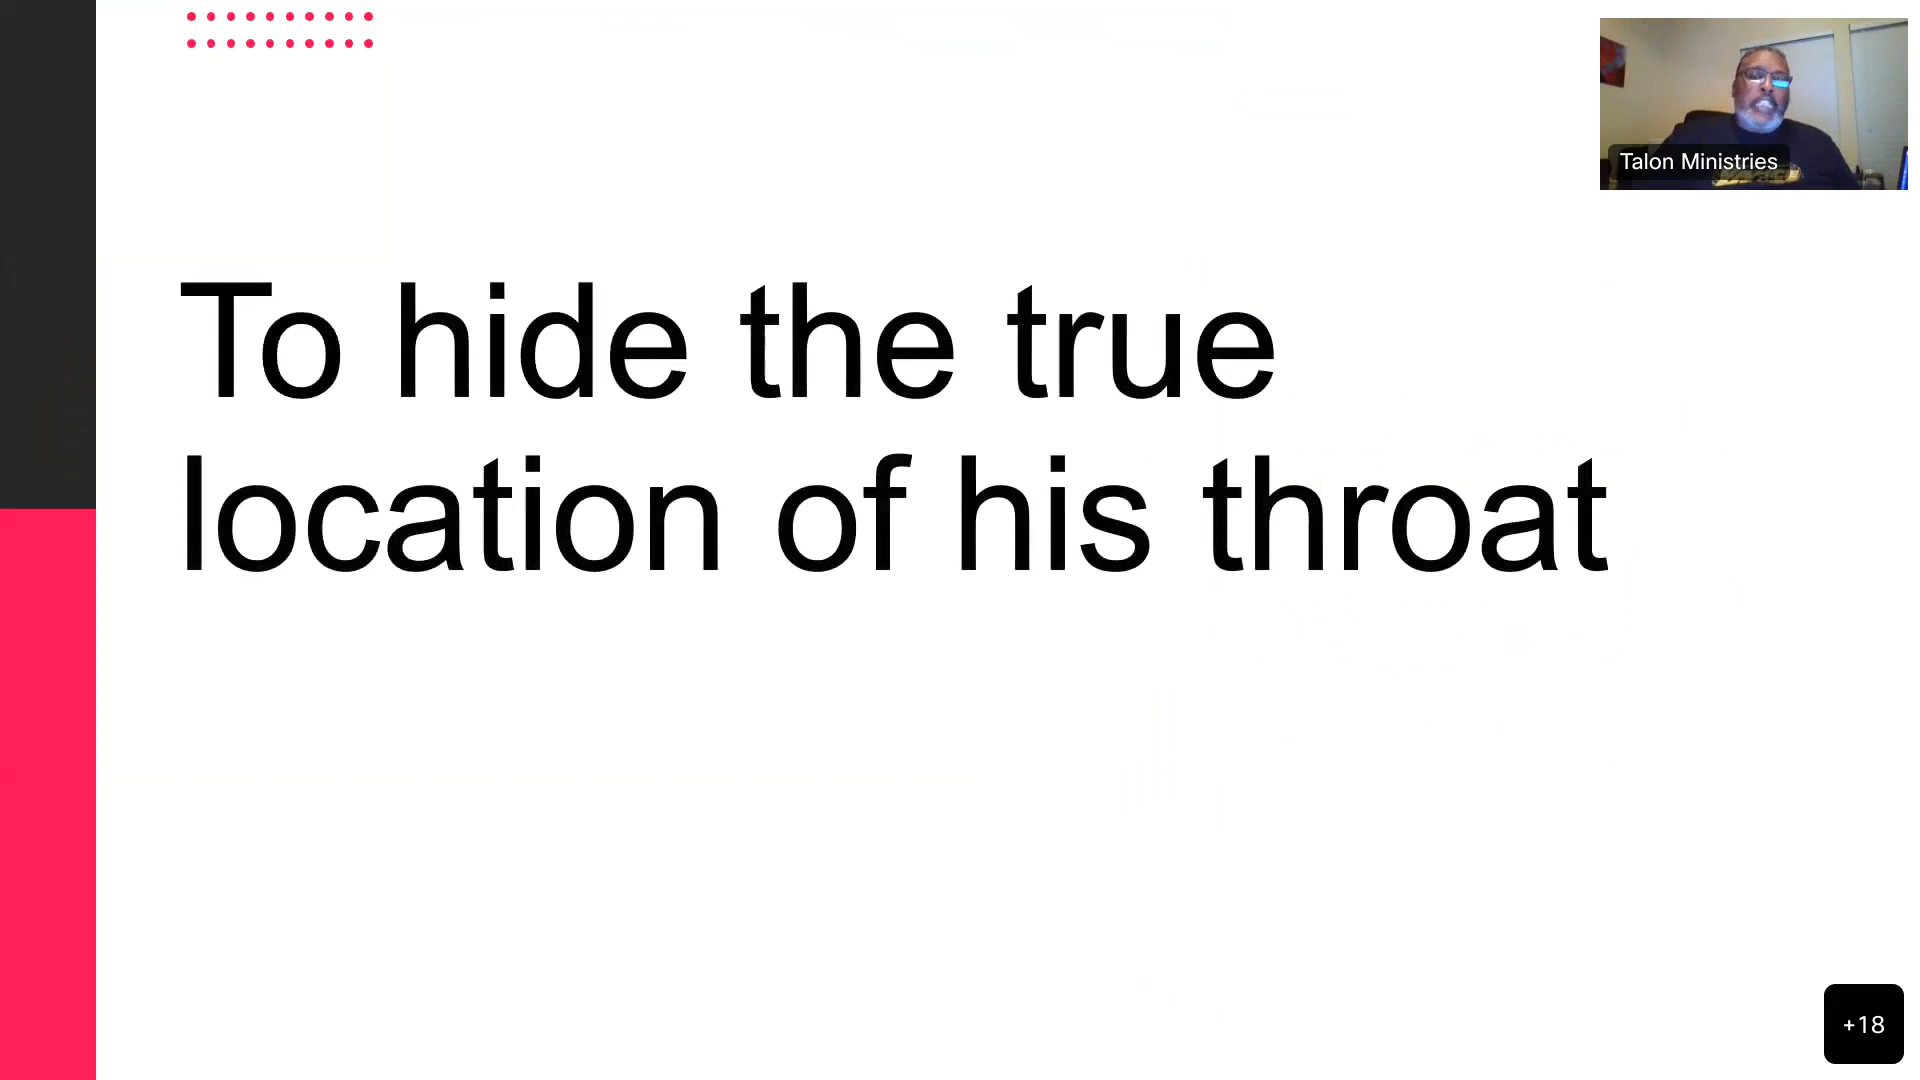 Talon Ministries
To hide the true
location of his throat
+18